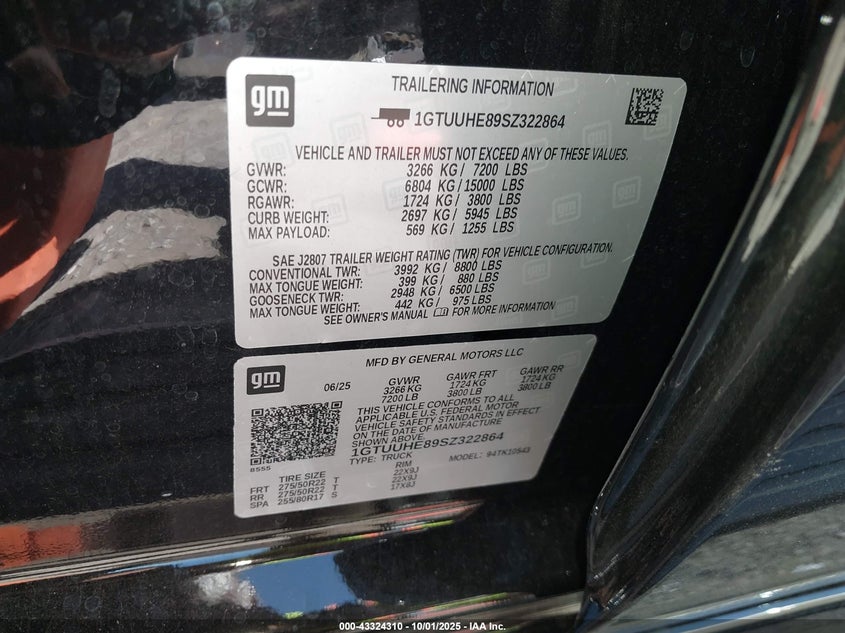 gm
TRAILERING INFORMATION
1GTUUHE89SZ322864
VEHICLE AND TRAILER MUST NOT EXCEED ANY OF THESE VALUES.
GVWR: 3266 KG / 7200 LBS
GCWR: 6804 KG / 15000 LBS
RGAWR: 1724 KG / 3800 LBS
CURB WEIGHT: 2697 KG / 5945 LBS
MAX PAYLOAD: 569 KG / 1255 LBS
SAE J2807 TRAILER WEIGHT RATING (TWR) FOR VEHICLE CONFIGURATION.
CONVENTIONAL TWR: 3992 KG / 8800 LBS
MAX TONGUE WEIGHT: 399 KG / 880 LBS
GOOSENECK TWR: 2948 KG / 6500 LBS
MAX TONGUE WEIGHT: 442 KG / 975 LBS
SEE OWNER'S MANUAL FOR MORE INFORMATION
gm
MFD BY GENERAL MOTORS LLC
06/25 GVWR GAWR FRT GAWR RR
3266 KG 1724 KG 1724 KG
7200 LB 3800 LB 3800 LB
THIS VEHICLE CONFORMS TO ALL
APPLICABLE U.S. FEDERAL MOTOR
VEHICLE SAFETY STANDARDS IN EFFECT
ON THE DATE OF MANUFACTURE
SHOWN ABOVE.
1GTUUHE89SZ322864
TYPE: TRUCK MODEL: 94TK10543
8555
TIRE SIZE RIM
FRT 275/50R22 T 22X9J
RR 275/50R22 T 22X9J
SPA 255/80R17 S 17X8J
000-43324310 - 10/01/2025 - IAA Inc.